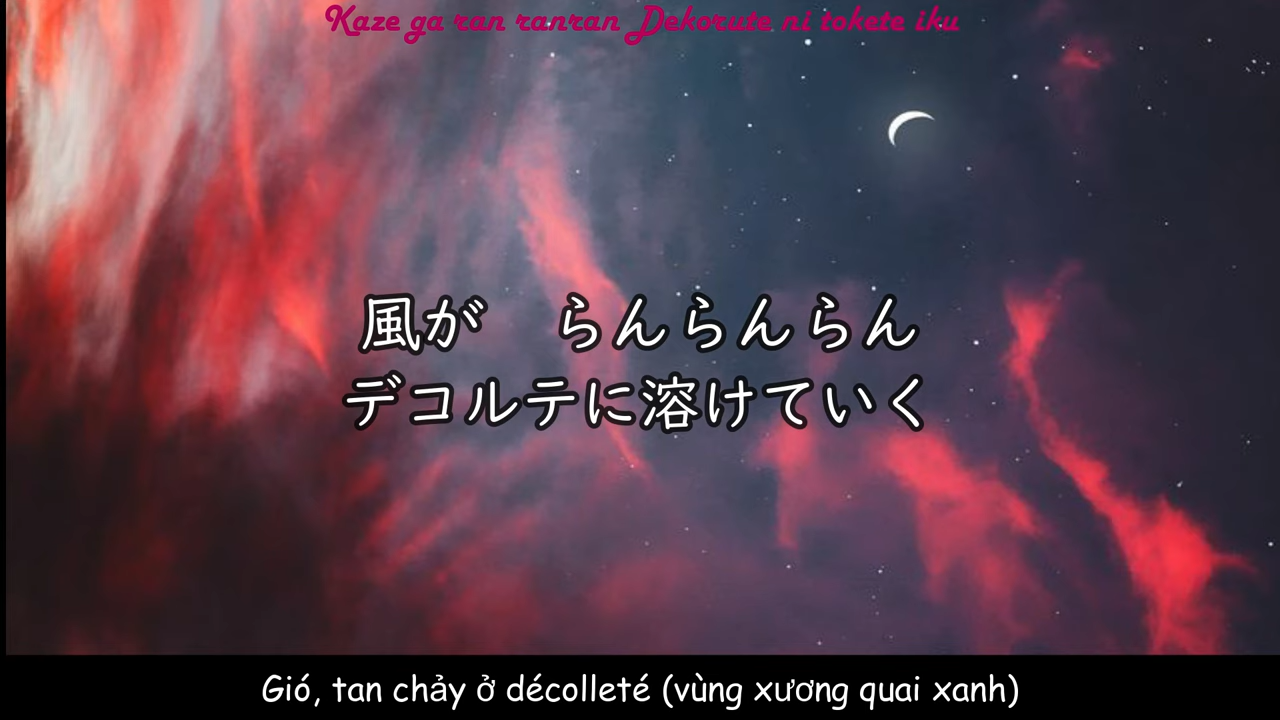 Kaze ga ran ranran Dekorute ni tokete iku
風が　らんらんらん
デコルテに溶けていく
Gió, tan chảy ở décolleté (vùng xương quai xanh)